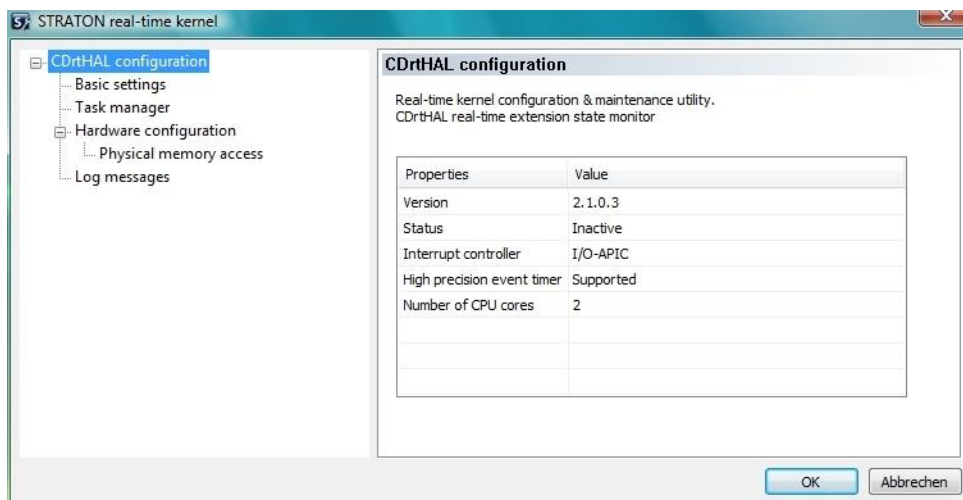 STRATON real-time kernel
CDrtHAL configuration
Basic settings
Task manager
Hardware configuration
Physical memory access
Log messages
CDrtHAL configuration
Real-time kernel configuration & maintenance utility.
CDrtHAL real-time extension state monitor
Properties Value
Version 2.1.0.3
Status Inactive
Interrupt controller I/O-APIC
High precision event timer Supported
Number of CPU cores 2
OK Abbrechen